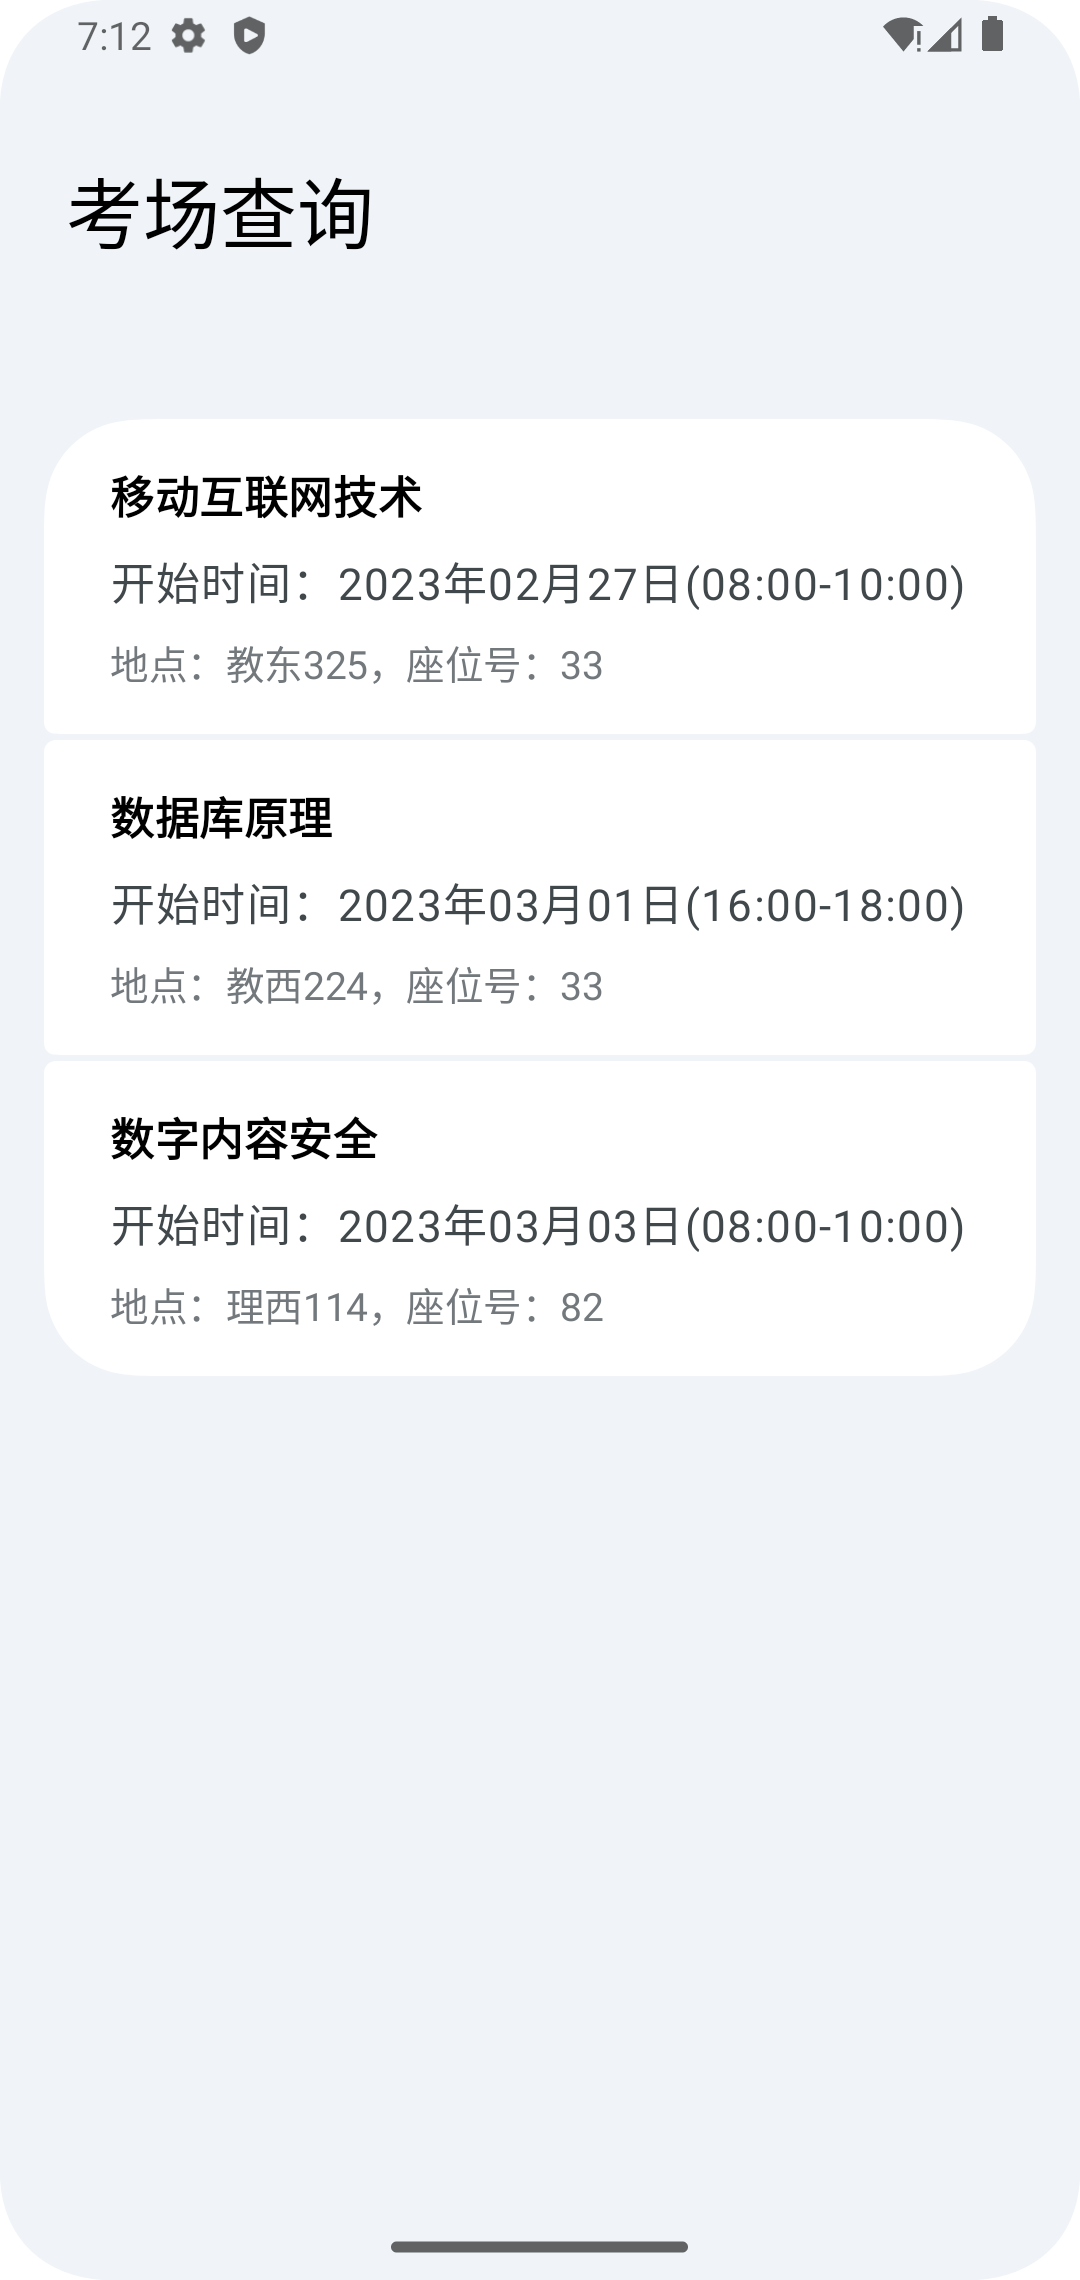 7:12
考场查询
移动互联网技术
开始时间：2023年02月27日(08:00-10:00)
地点：教东325，座位号：33
数据库原理
开始时间：2023年03月01日(16:00-18:00)
地点：教西224，座位号：33
数字内容安全
开始时间：2023年03月03日(08:00-10:00)
地点：理西114，座位号：82